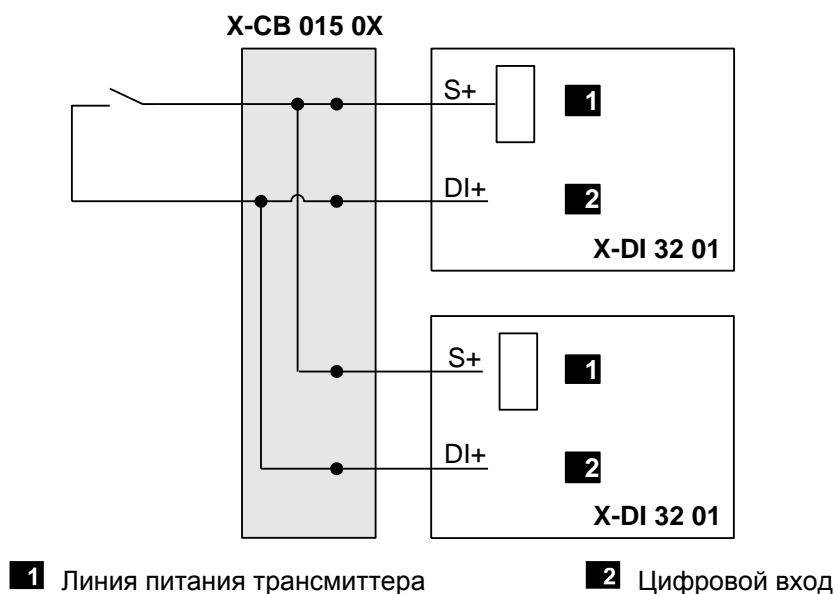 X-CB 015 0X
S+
1
DI+
2
X-DI 32 01
S+
1
DI+
2
X-DI 32 01
1 Линия питания трансмиттера
2 Цифровой вход